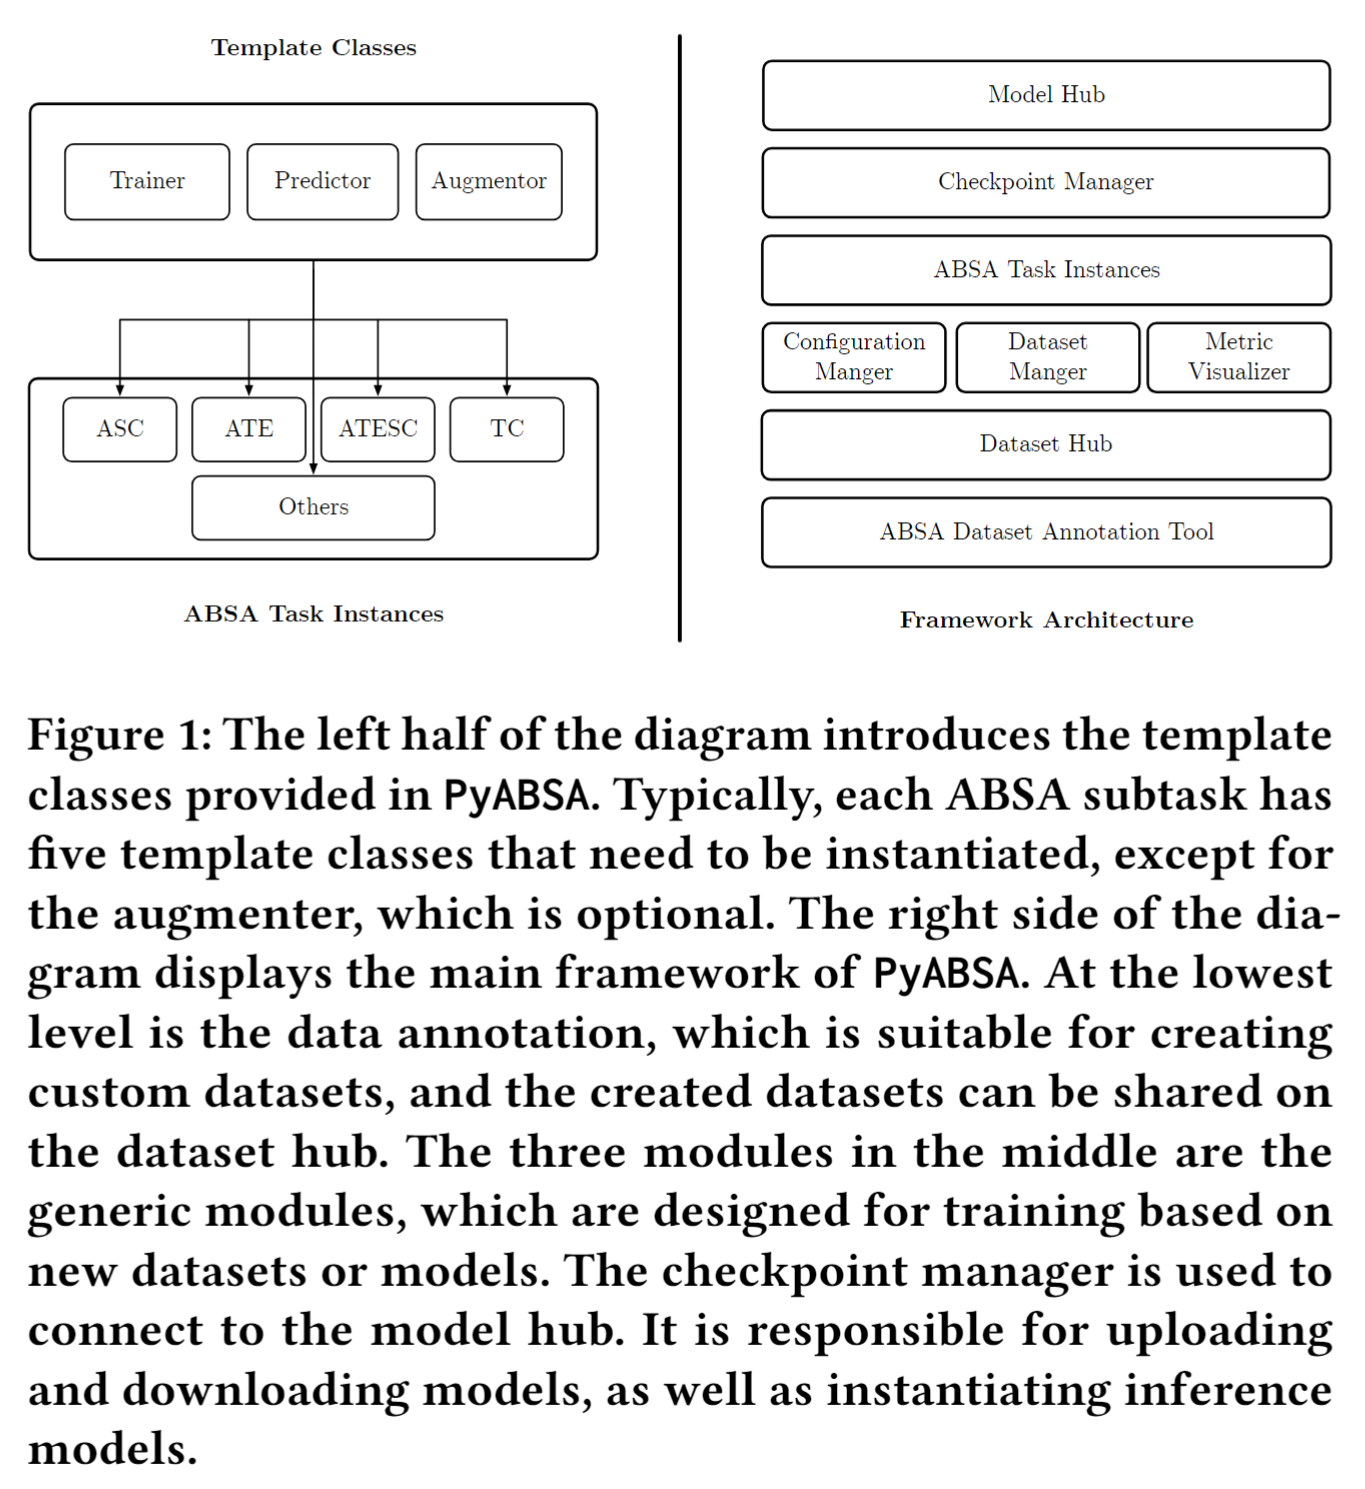 Template Classes
Trainer
Predictor
Augmentor
ASC
ATE
ATESC
TC
Others
ABSA Task Instances
Model Hub
Checkpoint Manager
ABSA Task Instances
Configuration
Manger
Dataset
Manger
Metric
Visualizer
Dataset Hub
ABSA Dataset Annotation Tool
Framework Architecture
Figure 1: The left half of the diagram introduces the template
classes provided in PyABSA. Typically, each ABSA subtask has
five template classes that need to be instantiated, except for
the augmenter, which is optional. The right side of the dia-
gram displays the main framework of PyABSA. At the lowest
level is the data annotation, which is suitable for creating
custom datasets, and the created datasets can be shared on
the dataset hub. The three modules in the middle are the
generic modules, which are designed for training based on
new datasets or models. The checkpoint manager is used to
connect to the model hub. It is responsible for uploading
and downloading models, as well as instantiating inference
models.